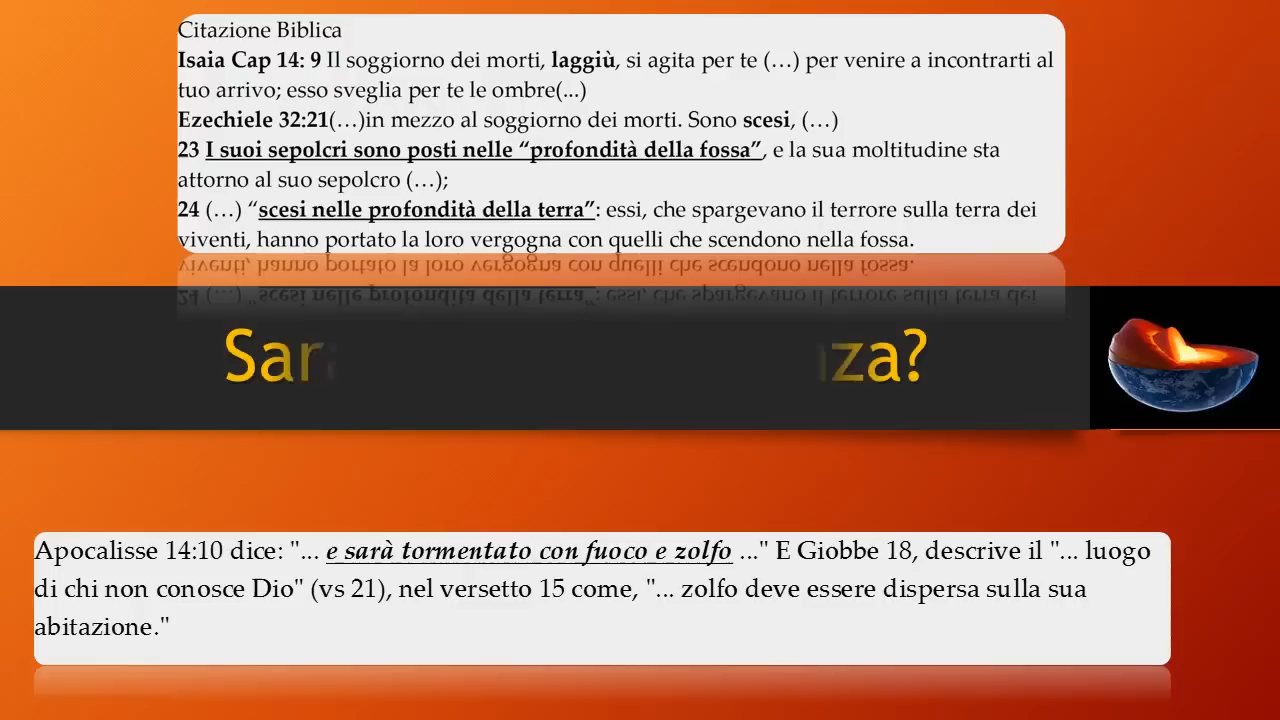 Citazione Biblica
Isaia Cap 14: 9 Il soggiorno dei morti, laggiù, si agita per te (…) per venire a incontrarti al
tuo arrivo; esso sveglia per te le ombre(...)
Ezechiele 32:21(…)in mezzo al soggiorno dei morti. Sono scesi, (…)
23 I suoi sepolcri sono posti nelle “profondità della fossa”, e la sua moltitudine sta
attorno al suo sepolcro (…);
24 (…) “scesi nelle profondità della terra”: essi, che spargevano il terrore sulla terra dei
viventi, hanno portato la loro vergogna con quelli che scendono nella fossa.
Apocalisse 14:10 dice: "... e sarà tormentato con fuoco e zolfo ..." E Giobbe 18, descrive il "... luogo
di chi non conosce Dio" (vs 21), nel versetto 15 come, "... zolfo deve essere dispersa sulla sua
abitazione."